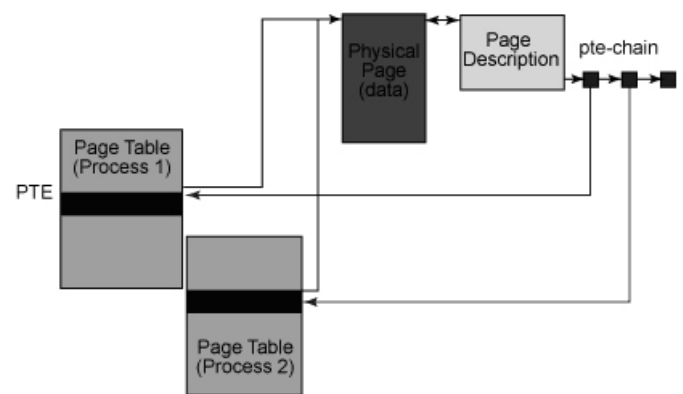 Physical
Page
(data)
Page
Description
pte-chain
Page Table
(Process 1)
PTE
Page Table
(Process 2)